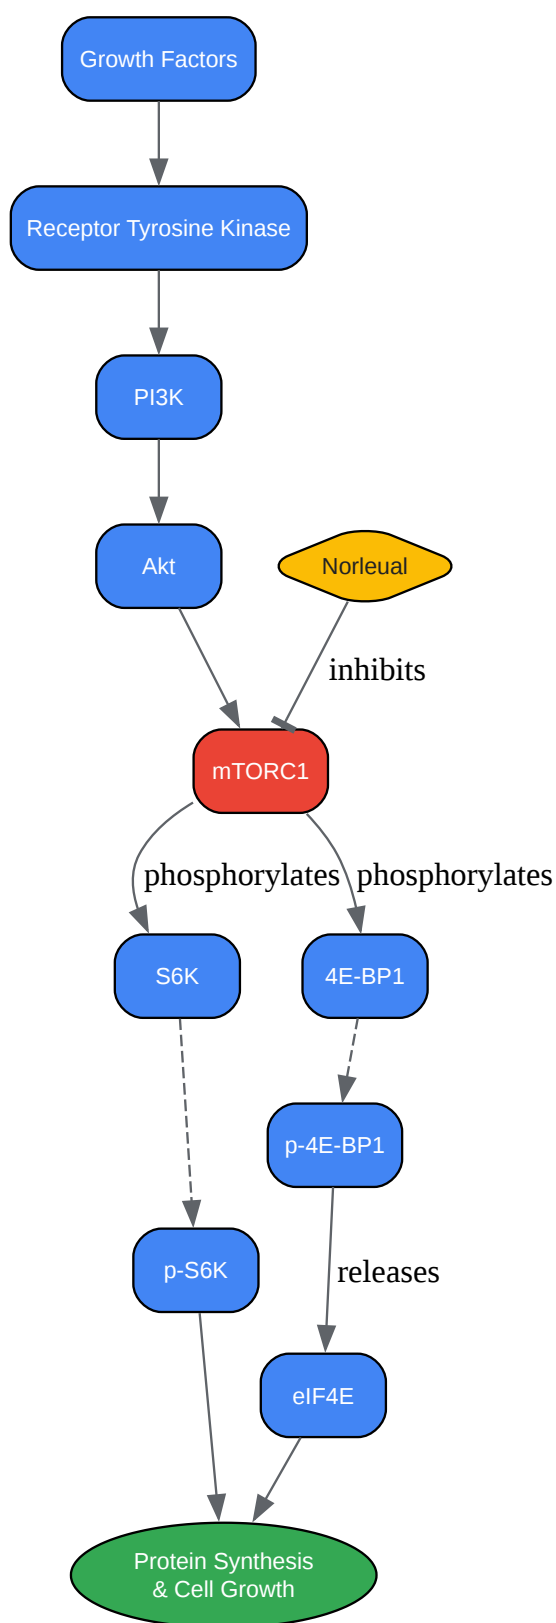 Growth Factors
Receptor Tyrosine Kinase
PI3K
Akt
Norleual
inhibits
mTORC1
phosphorylates
phosphorylates
S6K
4E-BP1
p-4E-BP1
p-S6K
releases
eIF4E
Protein Synthesis
& Cell Growth